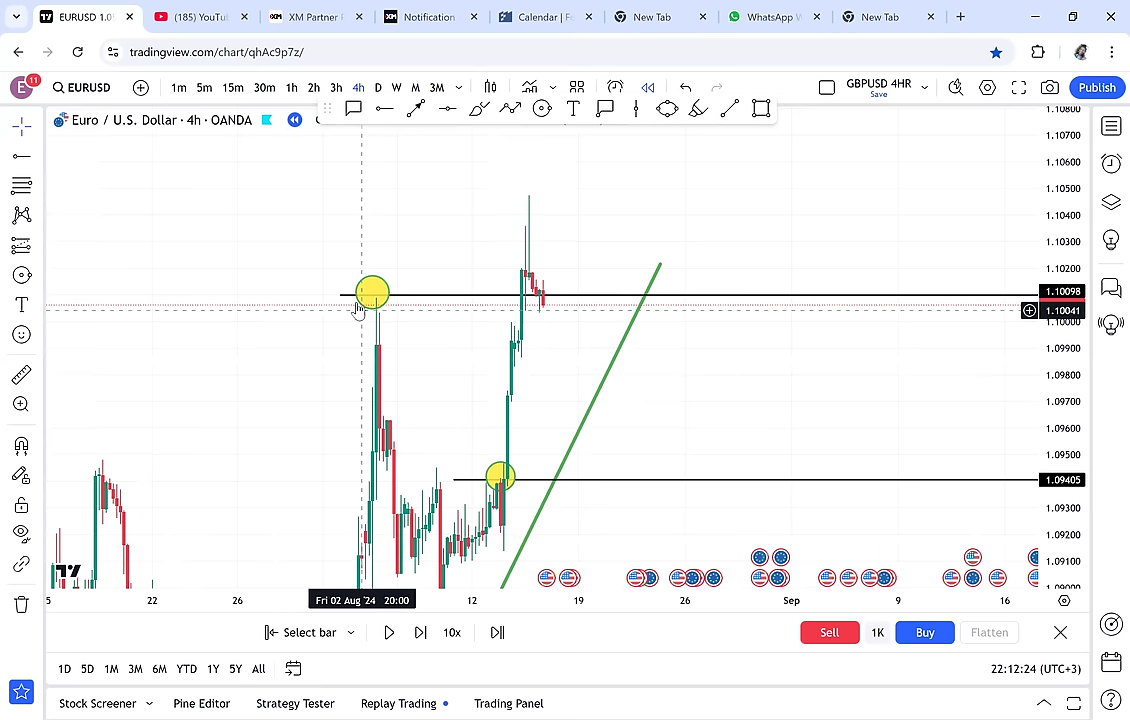 EURUSD 1.0
(185) YouTu
XM Partner
Notification
Calendar | F
New Tab
WhatsApp
New Tab
tradingview.com/chart/qhAc9p7z/
E 11 EURUSD 1m 5m 15m 30m 1h 2h 3h 4h D W M 3M GBPUSD 4HR Save Publish
Euro / U.S. Dollar · 4h · OANDA
1.10800
1.10700
1.10600
1.10500
1.10400
1.10300
1.10200
1.10098
1.10041
1.10000
1.09900
1.09800
1.09700
1.09600
1.09500
1.09405
1.09300
1.09200
1.09100
1.09000
5 22 26 Fri 02 Aug '24 20:00 12 19 26 Sep 9 16
Select bar 10x Sell 1K Buy Flatten
1D 5D 1M 3M 6M YTD 1Y 5Y All 22:12:24 (UTC+3)
Stock Screener Pine Editor Strategy Tester Replay Trading Trading Panel